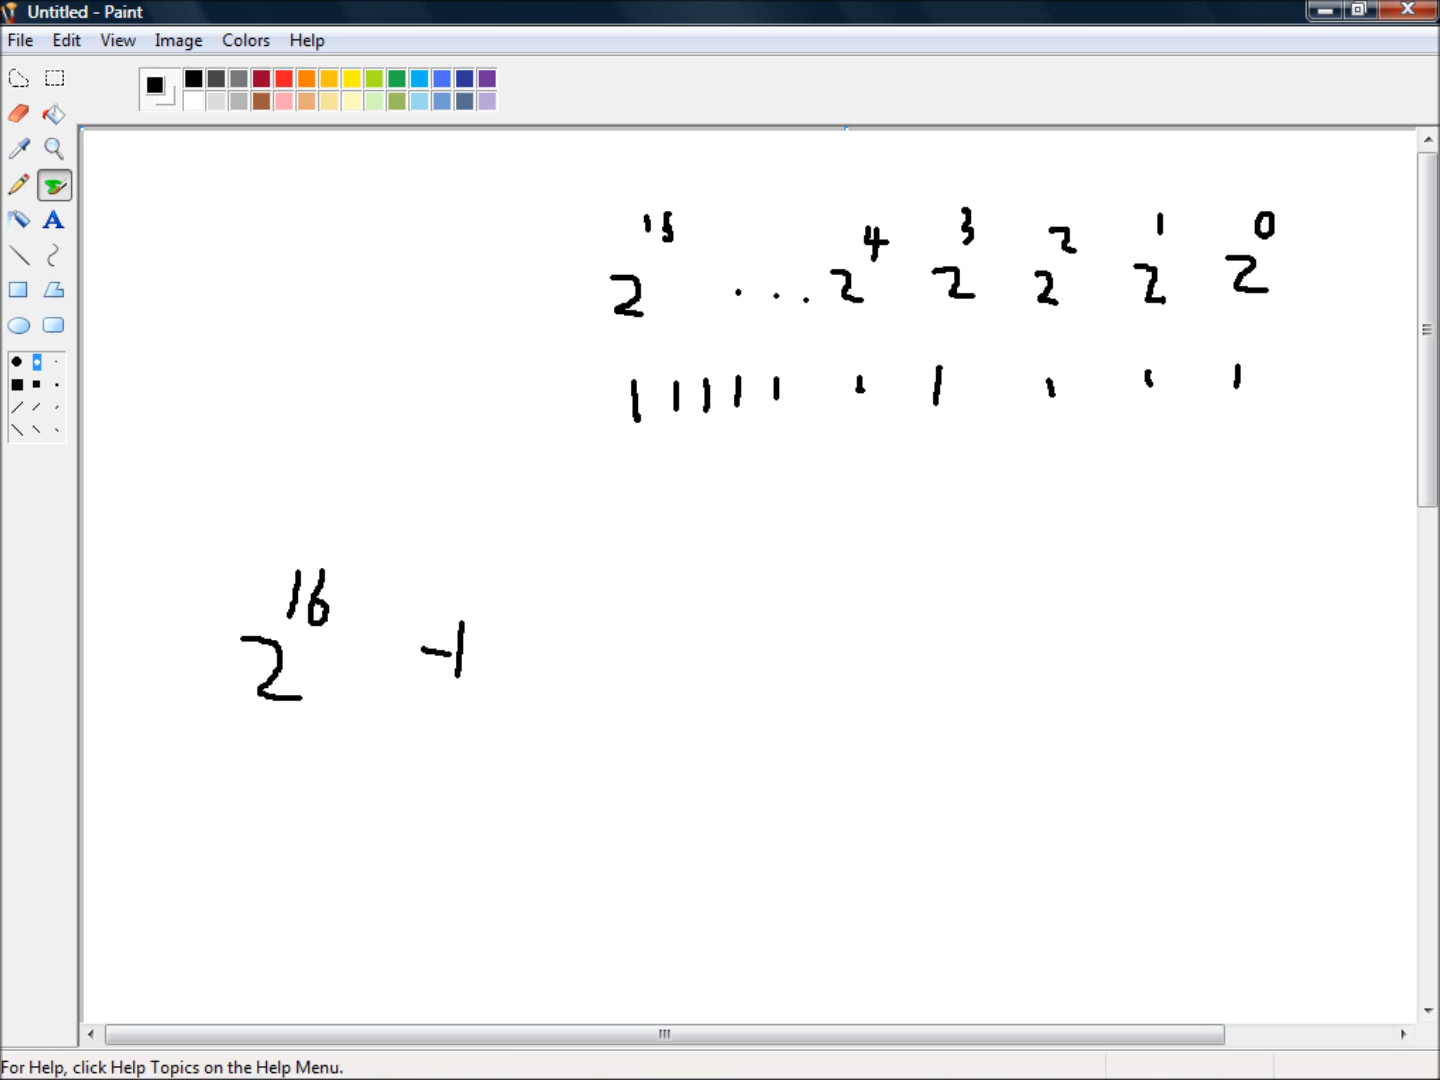 Untitled - Paint
File Edit View Image Colors Help
2^15 . . . 2^4 2^3 2^2 2^1 2^0
1 1 1 1 1 1 1 1 1 1
2^16 -1
For Help, click Help Topics on the Help Menu.